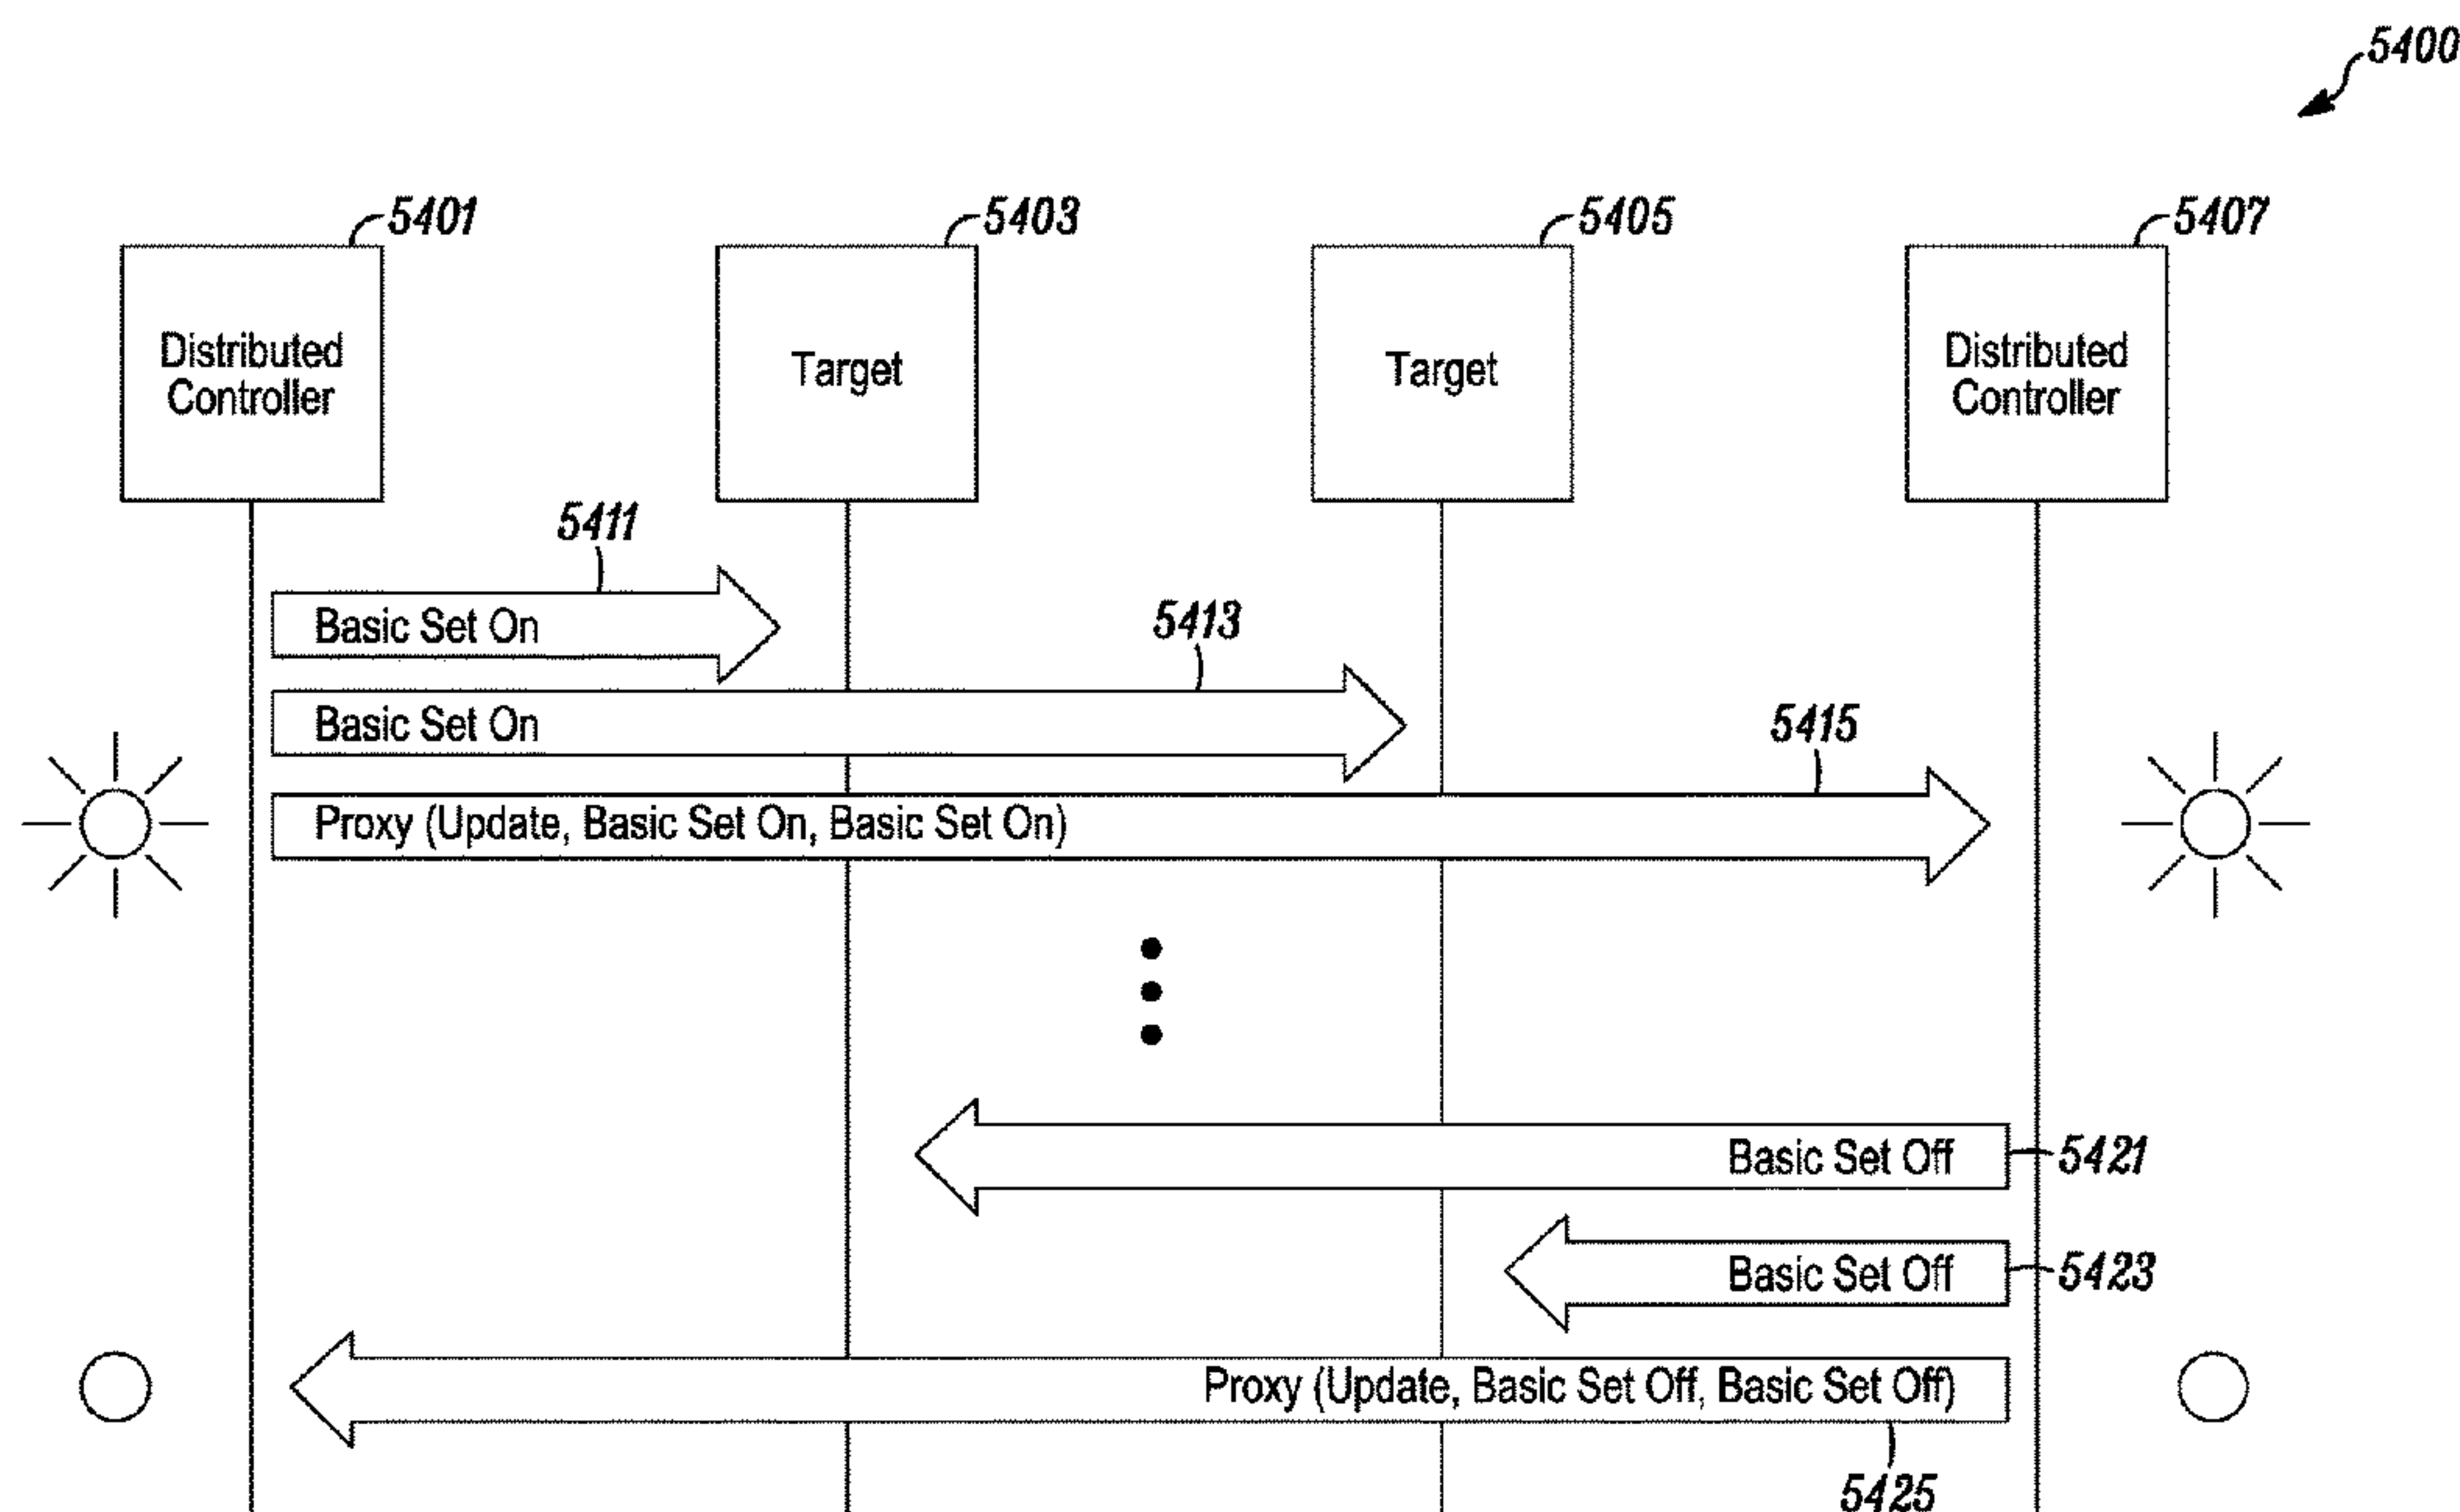 5400
5401
5403
5405
5407
Distributed
Controller
Target
Target
Distributed
Controller
5411
Basic Set On
5413
Basic Set On
5415
Proxy (Update, Basic Set On, Basic Set On)
Basic Set Off
5421
Basic Set Off
5423
Proxy (Update, Basic Set Off, Basic Set Off)
5425